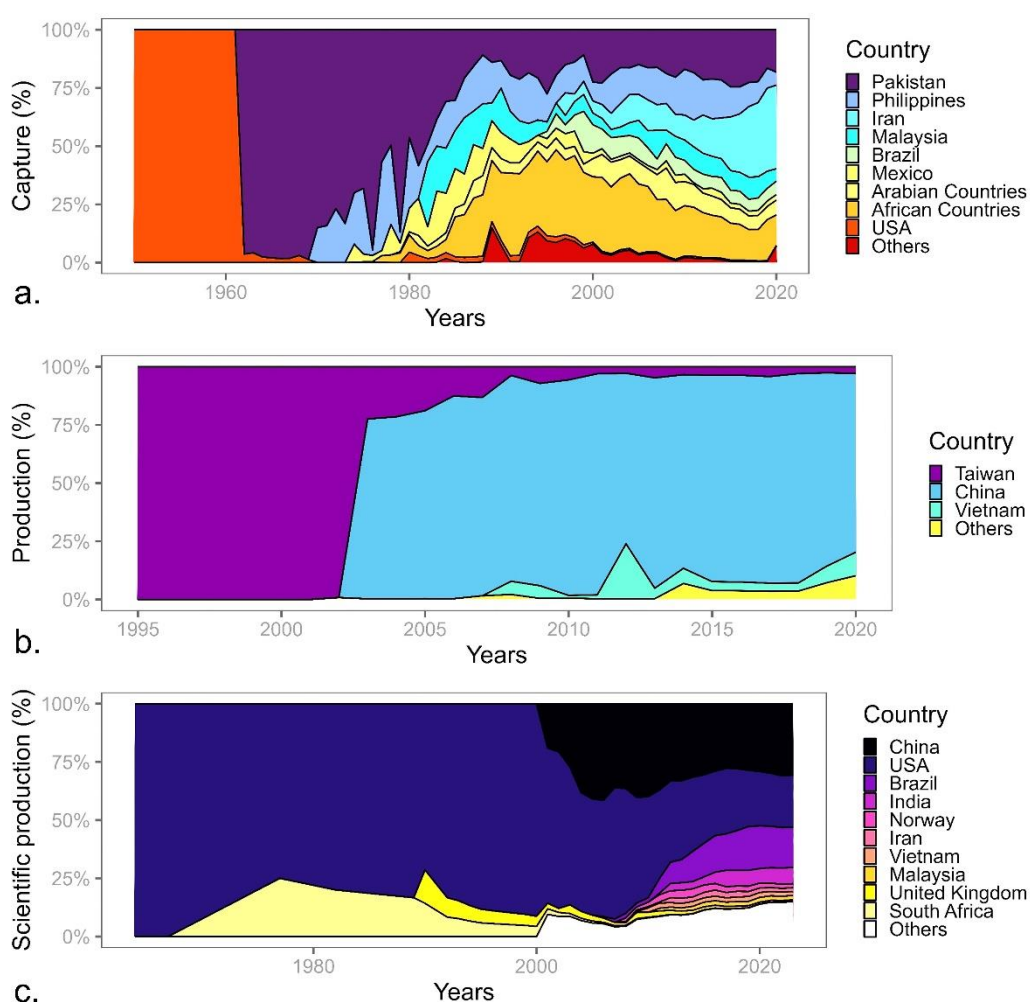 100%
75%
50%
25%
0%
Capture (%)
1960
1980
2000
2020
Years
a.
Country
Pakistan
Philippines
Iran
Malaysia
Brazil
Mexico
Arabian Countries
African Countries
USA
Others
100%
75%
50%
25%
0%
Production (%)
1995
2000
2005
2010
2015
2020
Years
b.
Country
Taiwan
China
Vietnam
Others
100%
75%
50%
25%
0%
Scientific production (%)
1980
2000
2020
Years
c.
Country
China
USA
Brazil
India
Norway
Iran
Vietnam
Malaysia
United Kingdom
South Africa
Others